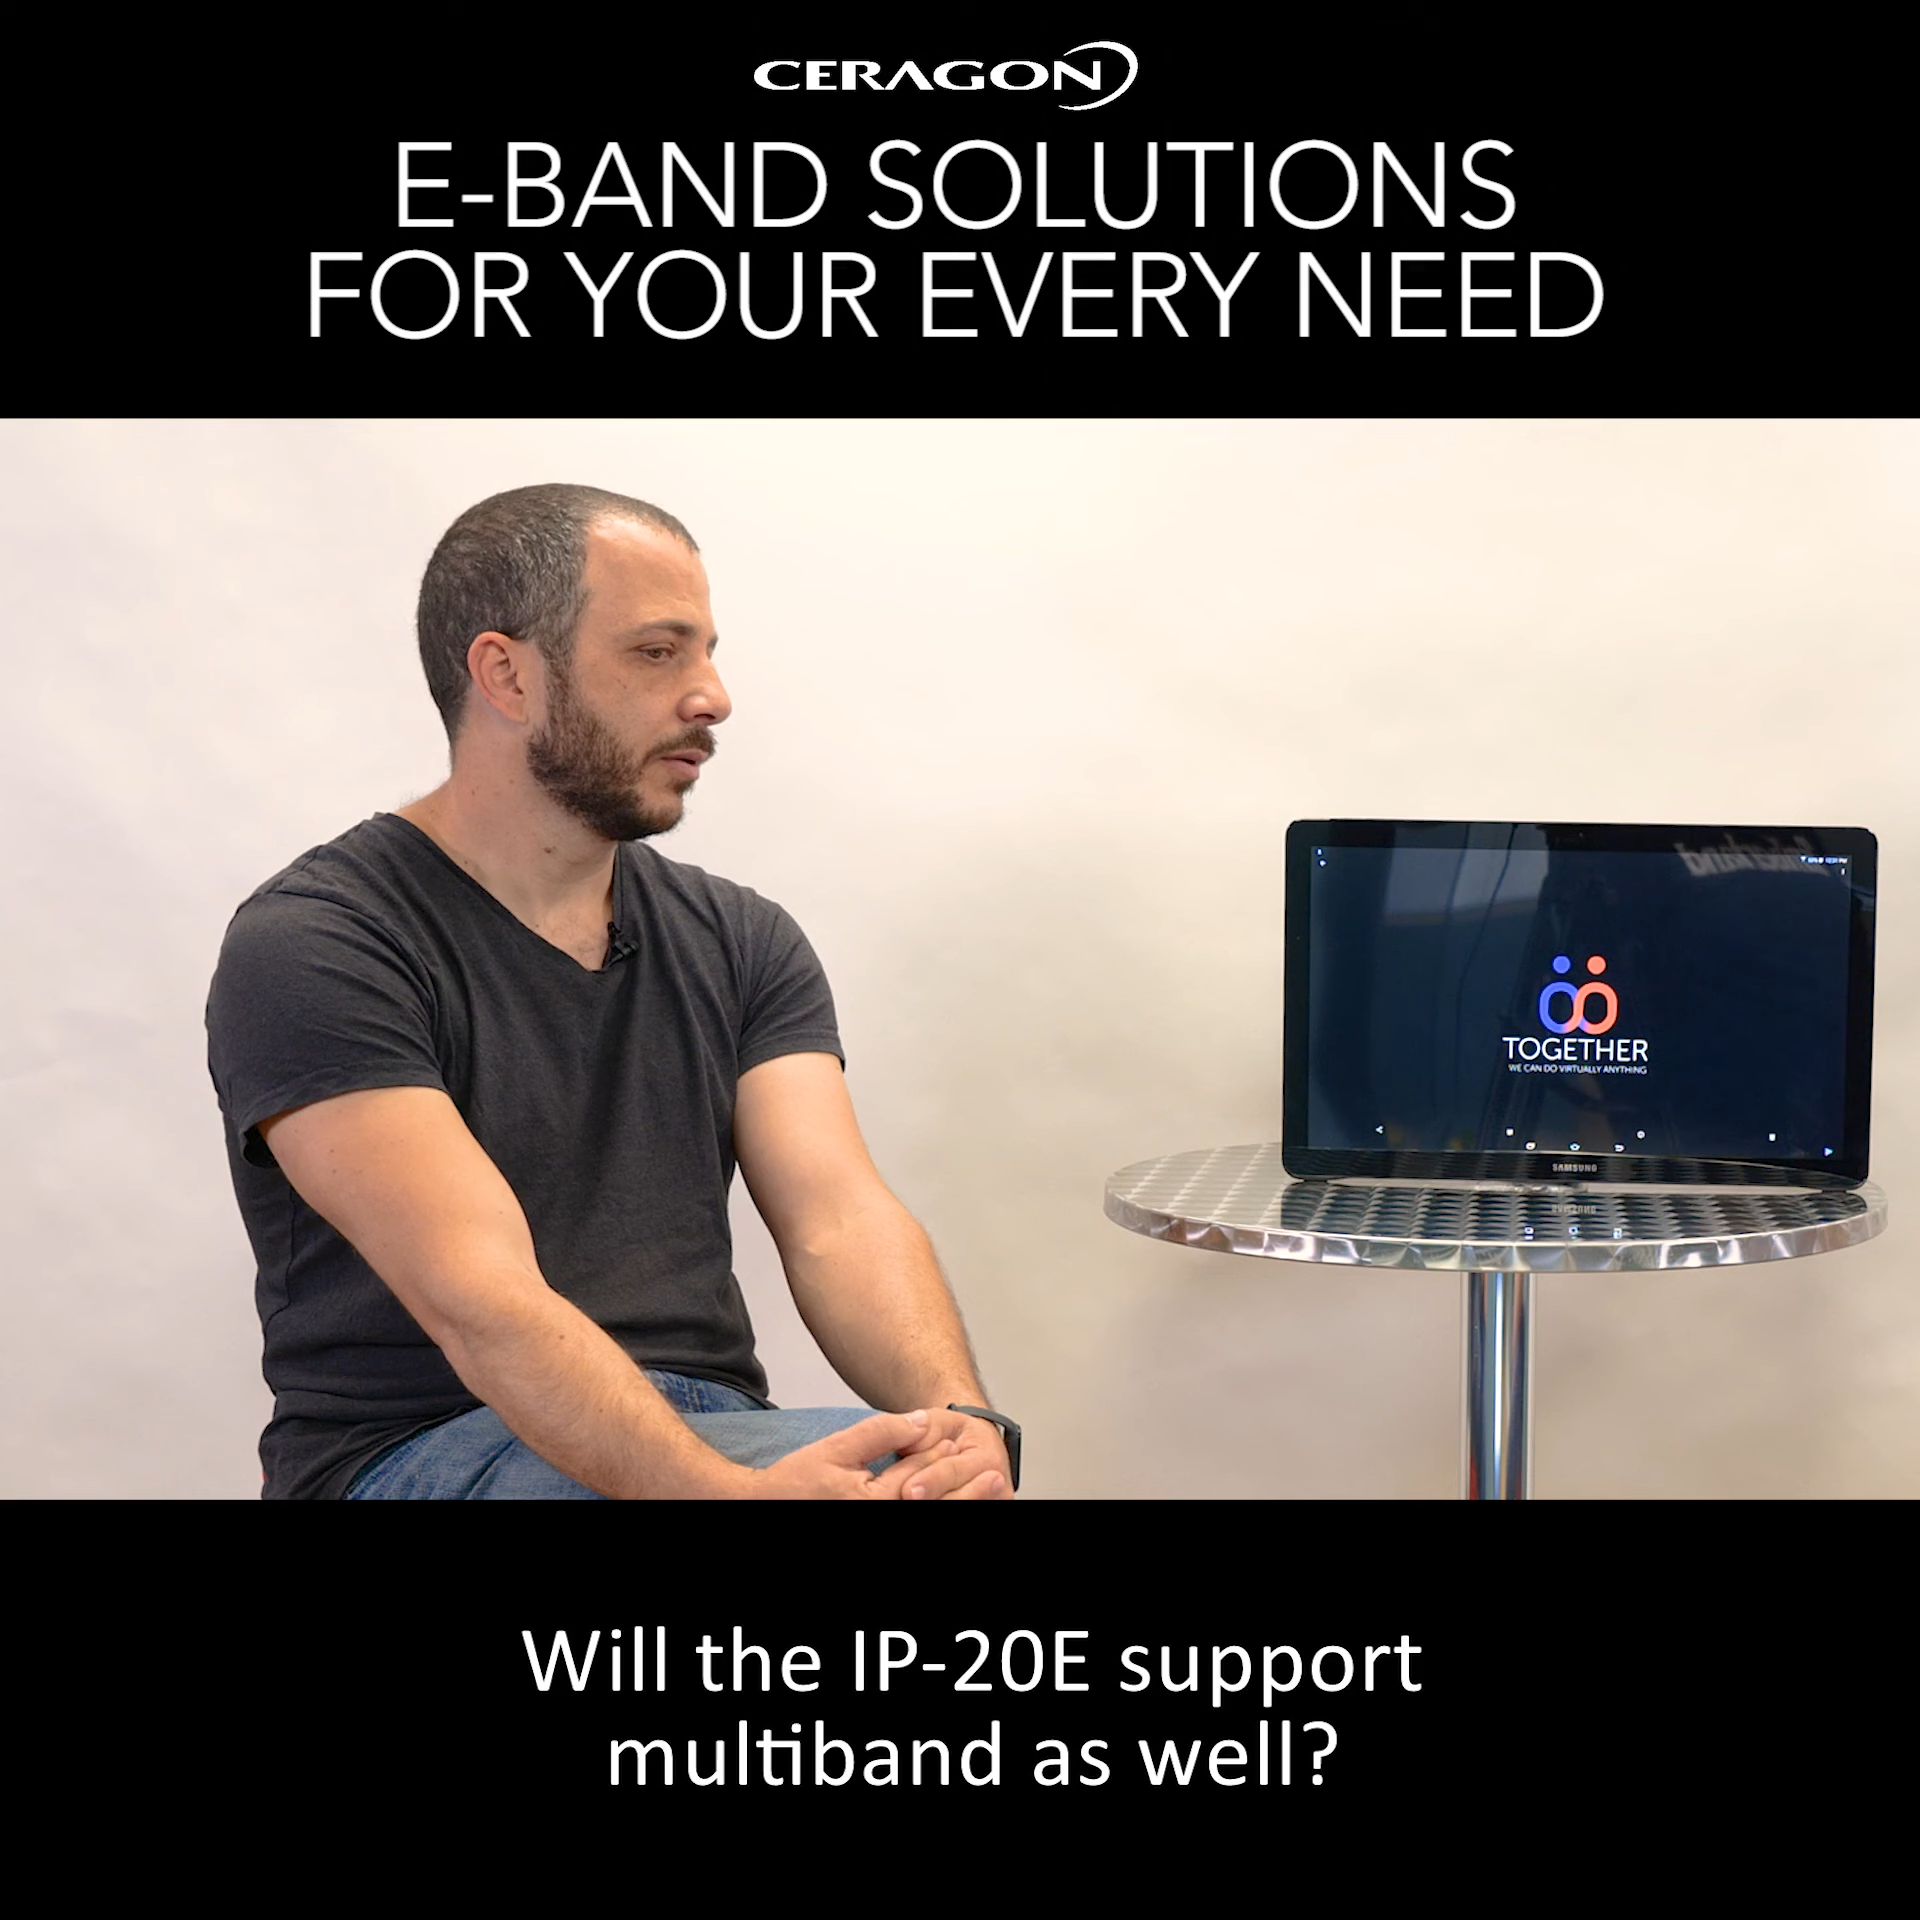 CERAGON
E-BAND SOLUTIONS
FOR YOUR EVERY NEED
TOGETHER
WE CAN DO VIRTUALLY ANYTHING
SAMSUNG
Will the IP-20E support
multiband as well?